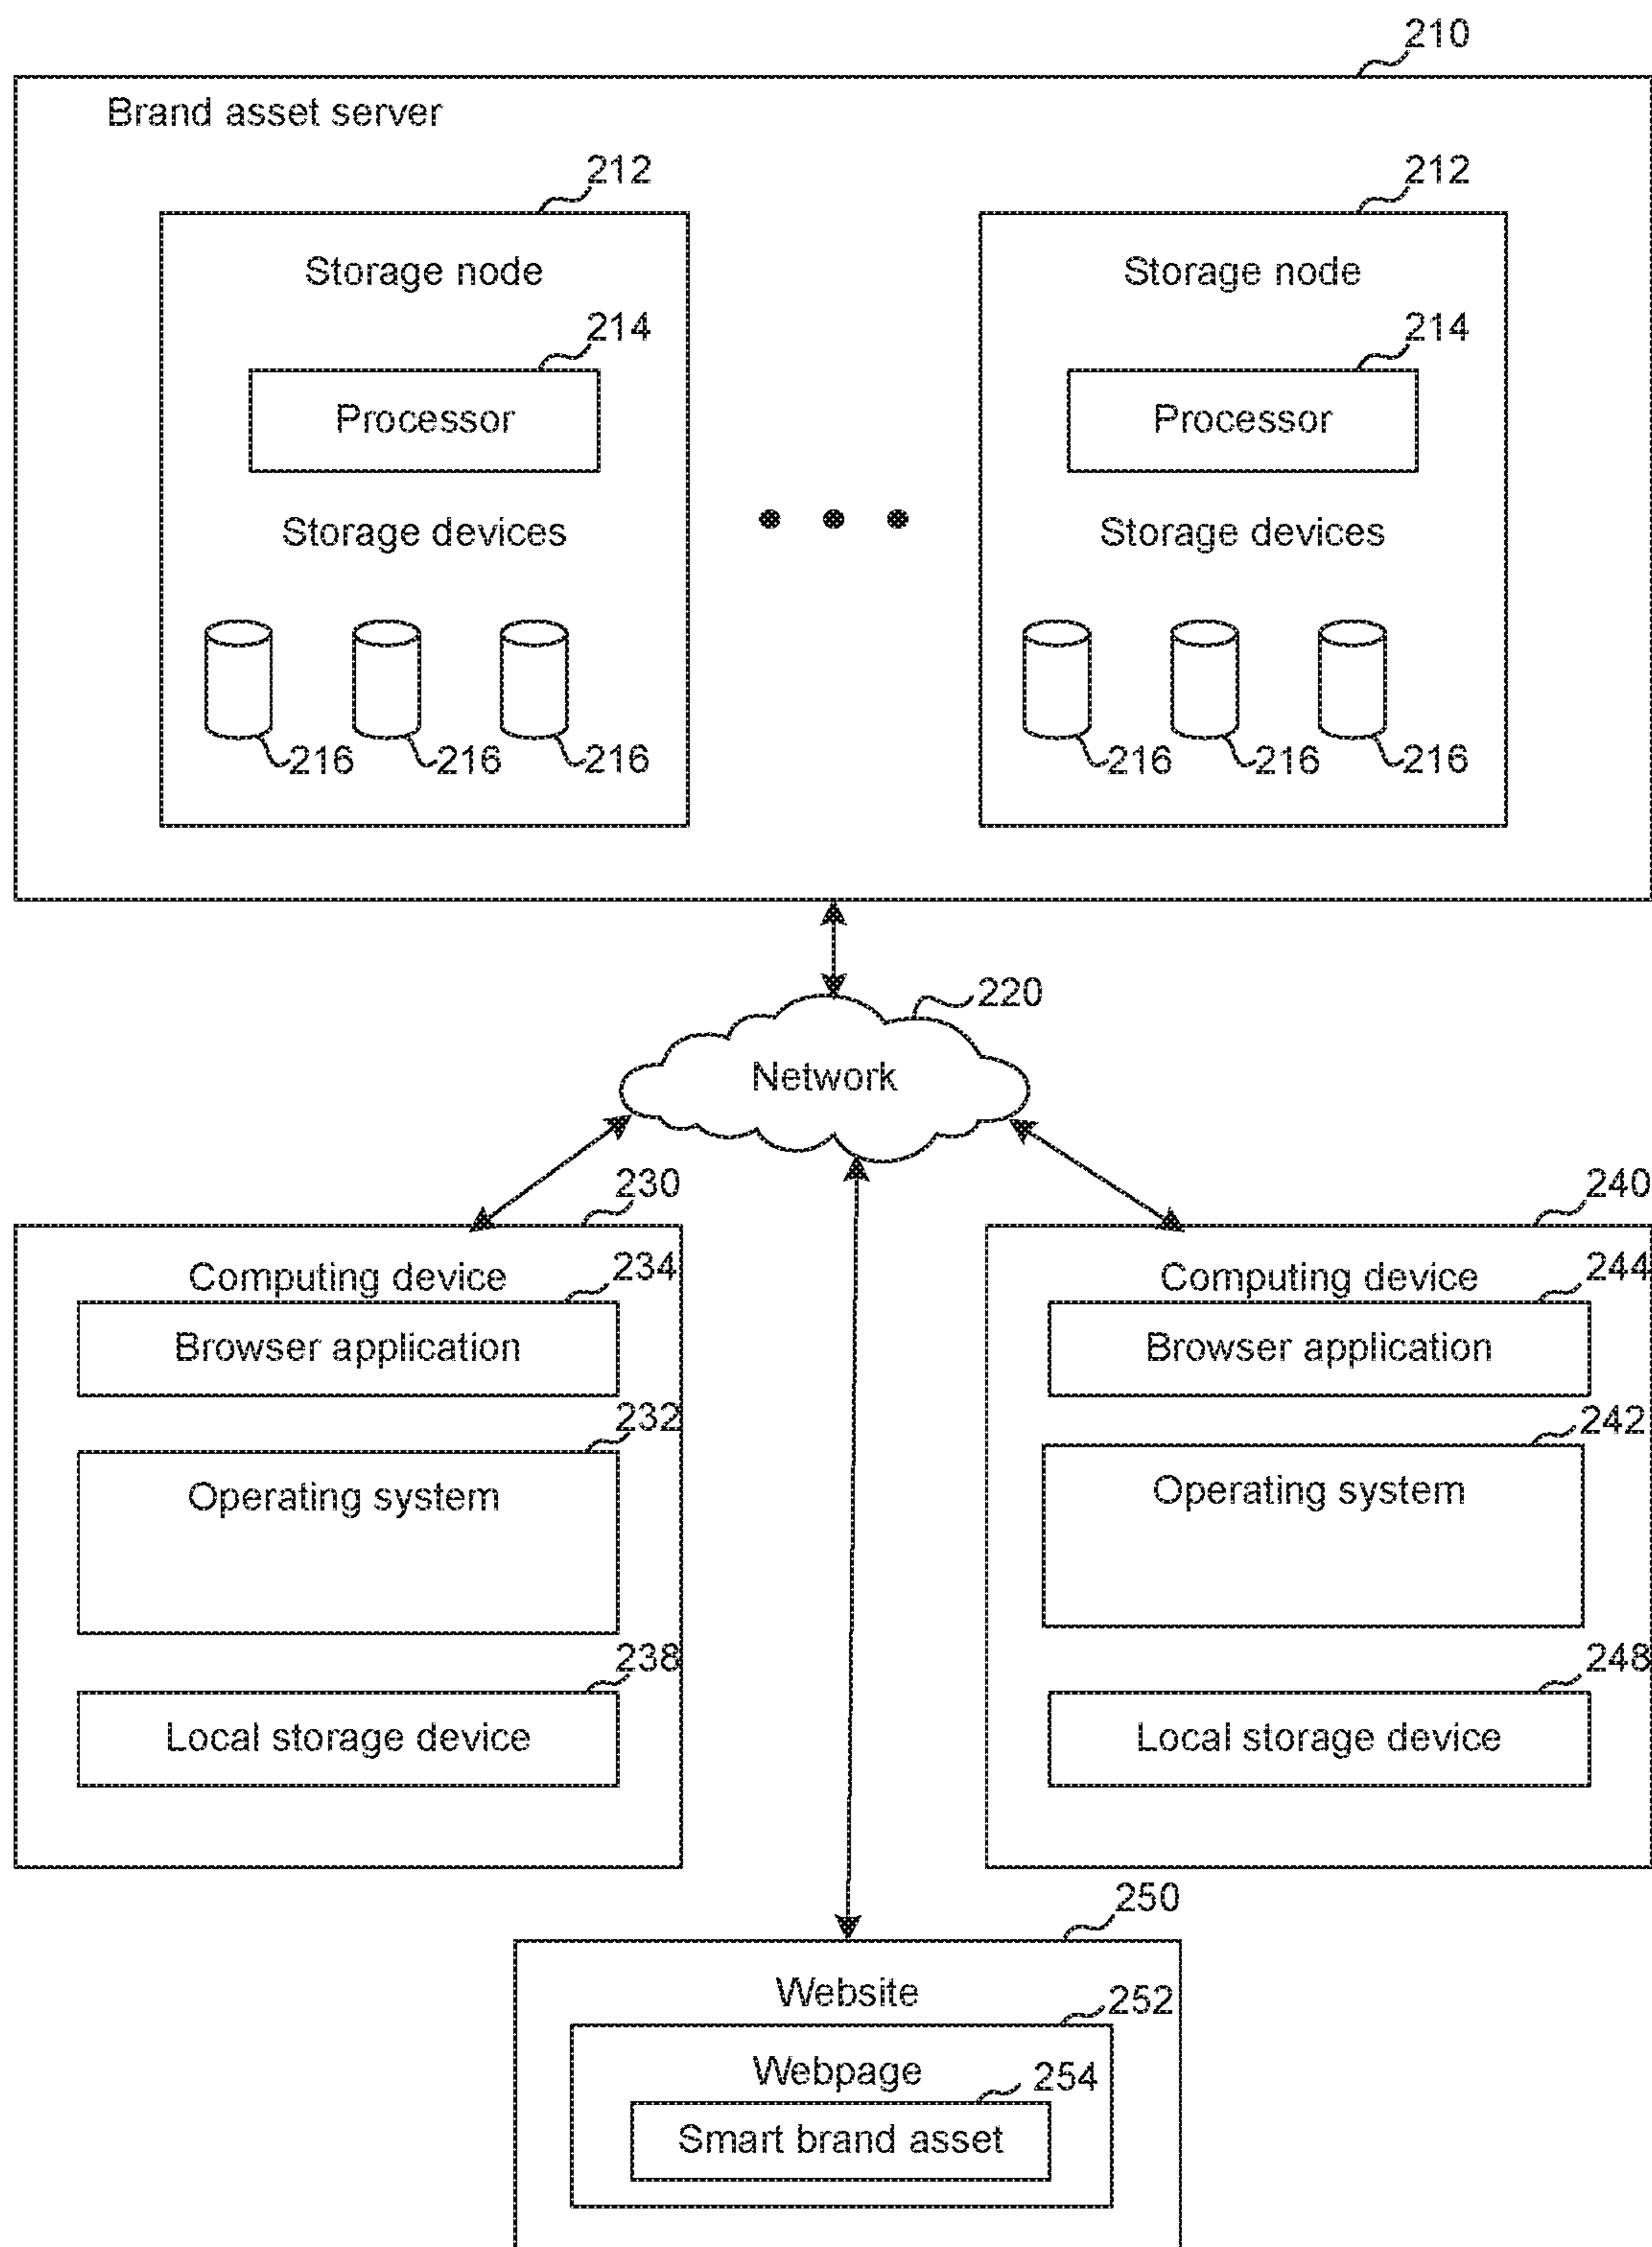 210
Brand asset server
212 212
Storage node Storage node
214 214
Processor Processor
Storage devices Storage devices
216 216 216 216 216 216
220
Network
230 240
Computing device 234 Computing device 244
Browser application Browser application
232 242
Operating system Operating system
238 248
Local storage device Local storage device
250
Website
252
Webpage
254
Smart brand asset